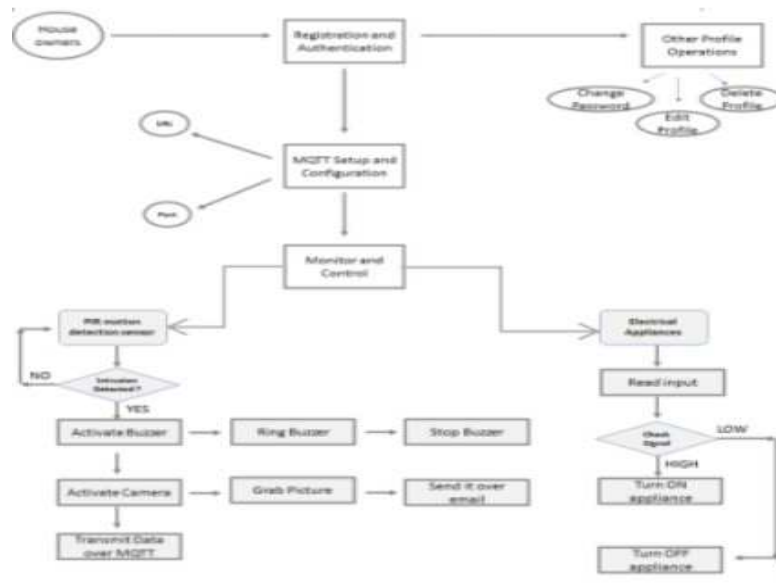 House
owners
Registration and
Authentication
Other Profile
Operations
Change
Password
Delete
Profile
Edit
Profile
URL
MQTT Setup and
Configuration
Port
Monitor and
Control
PIR motion
detection sensor
Electrical
Appliances
NO
Intrusion
Detected?
YES
Read input
Check
Signal
LOW
HIGH
Activate Buzzer
Ring Buzzer
Stop Buzzer
Activate Camera
Grab Picture
Send it over
email
Turn ON
appliance
Transmit Data
over MQTT
Turn OFF
appliance